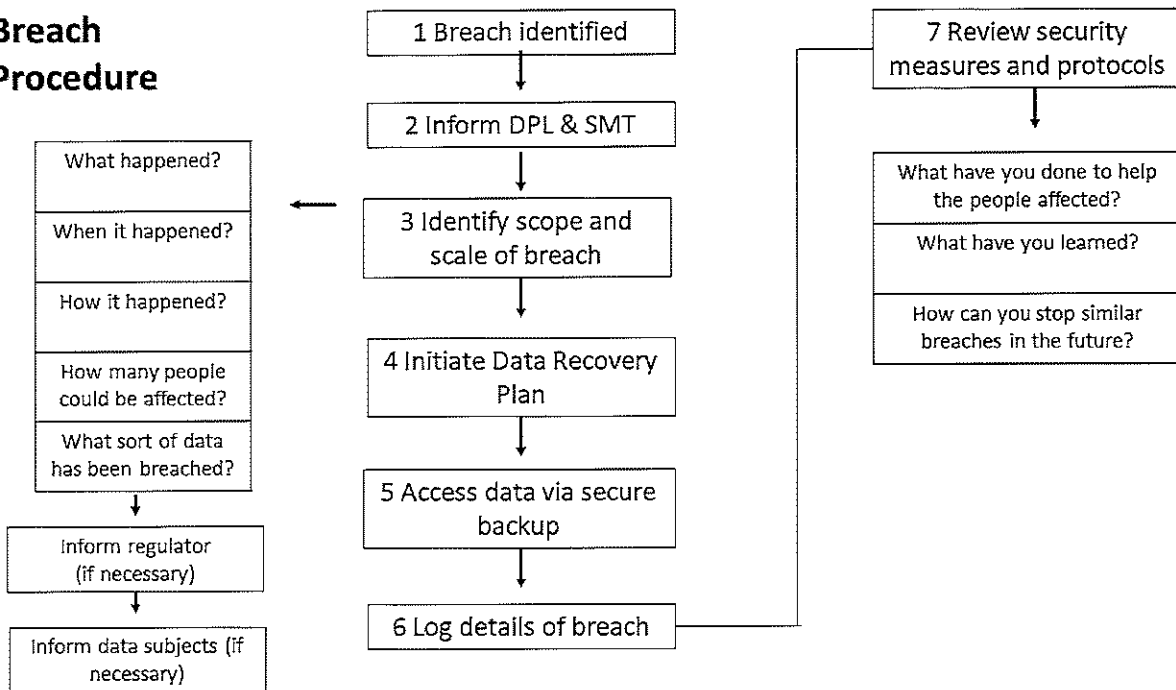 Breach
Procedure
1 Breach identified
2 Inform DPL & SMT
3 Identify scope and
scale of breach
4 Initiate Data Recovery
Plan
5 Access data via secure
backup
6 Log details of breach
What happened?
When it happened?
How it happened?
How many people
could be affected?
What sort of data
has been breached?
Inform regulator
(if necessary)
Inform data subjects (if
necessary)
7 Review security
measures and protocols
What have you done to help
the people affected?
What have you learned?
How can you stop similar
breaches in the future?